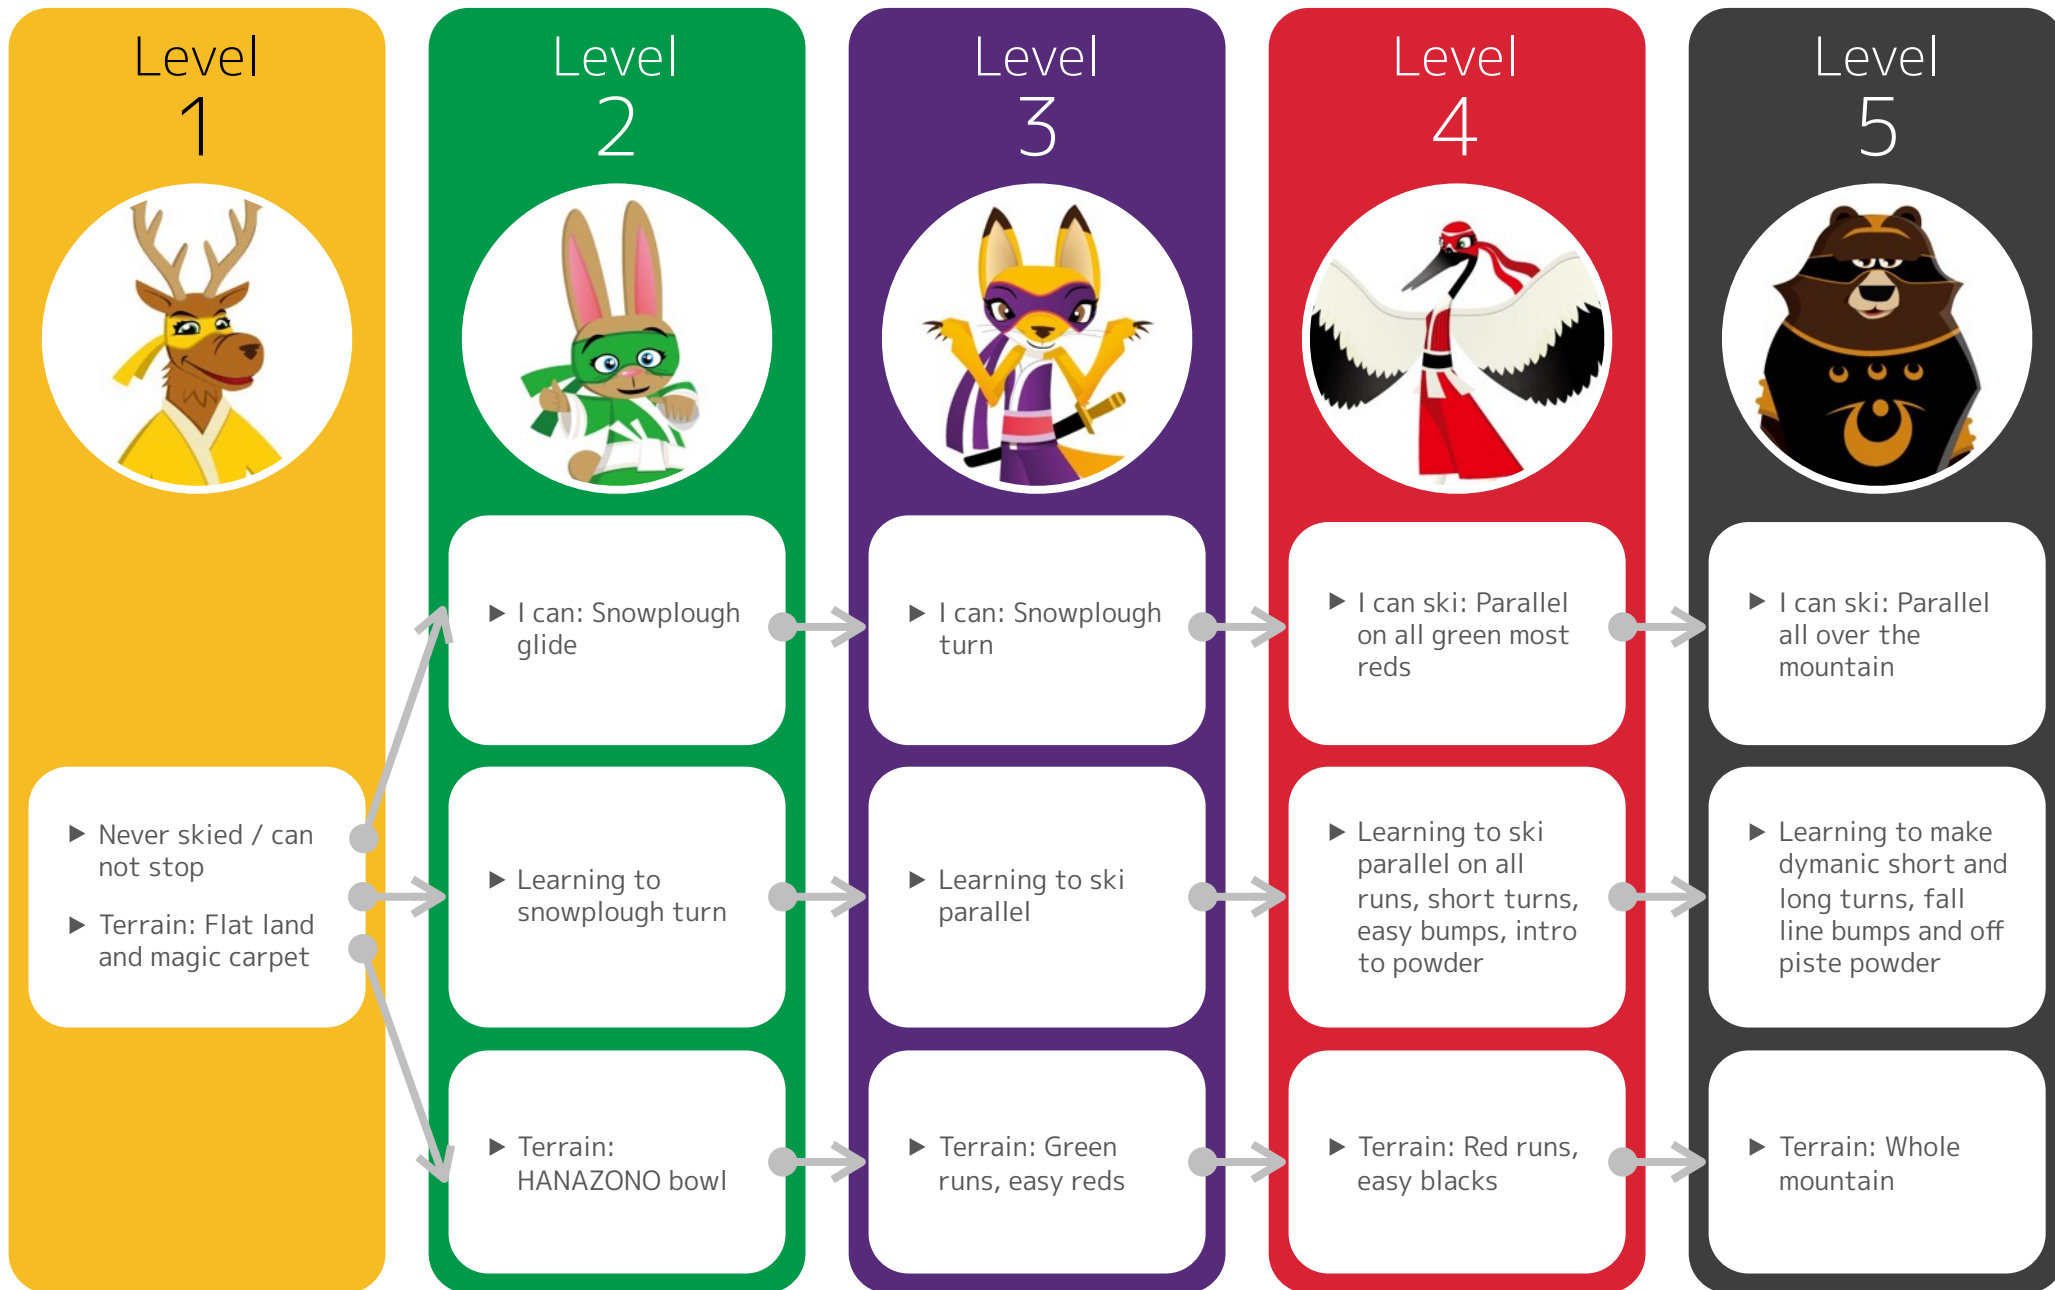 Level
1
Level
2
Level
3
Level
4
Level
5
▶ Never skied / can
not stop
▶ Terrain: Flat land
and magic carpet
▶ I can: Snowplough
glide
▶ Learning to
snowplough turn
▶ Terrain:
HANAZONO bowl
▶ I can: Snowplough
turn
▶ Learning to ski
parallel
▶ Terrain: Green
runs, easy reds
▶ I can ski: Parallel
on all green most
reds
▶ Learning to ski
parallel on all
runs, short turns,
easy bumps, intro
to powder
▶ Terrain: Red runs,
easy blacks
▶ I can ski: Parallel
all over the
mountain
▶ Learning to make
dymanic short and
long turns, fall
line bumps and off
piste powder
▶ Terrain: Whole
mountain